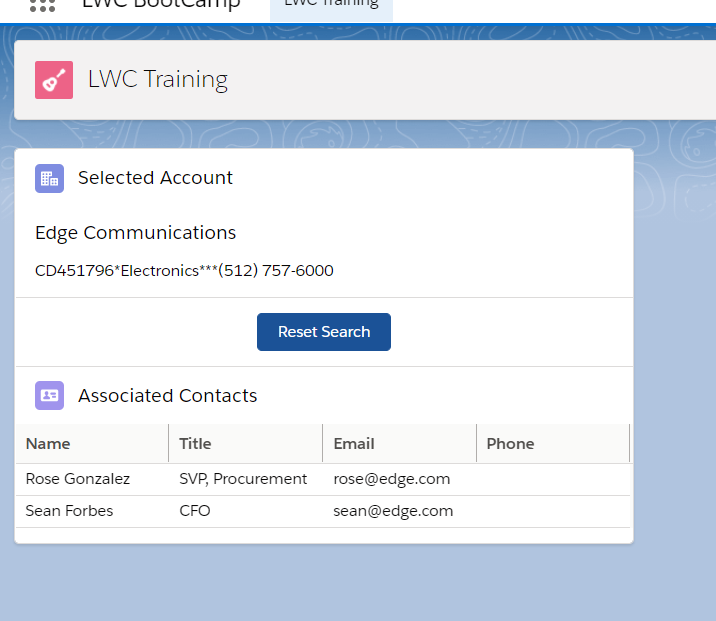 LWC BootCamp LWC Training
LWC Training
Selected Account
Edge Communications
CD451796*Electronics***(512) 757-6000
Reset Search
Associated Contacts
Name Title Email Phone
Rose Gonzalez SVP, Procurement rose@edge.com
Sean Forbes CFO sean@edge.com